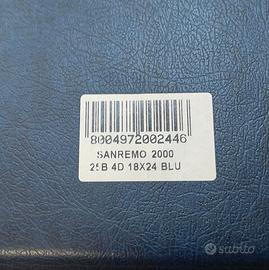 8004972002446
SANREMO 2000
25B 4D 18X24 BLU
subito